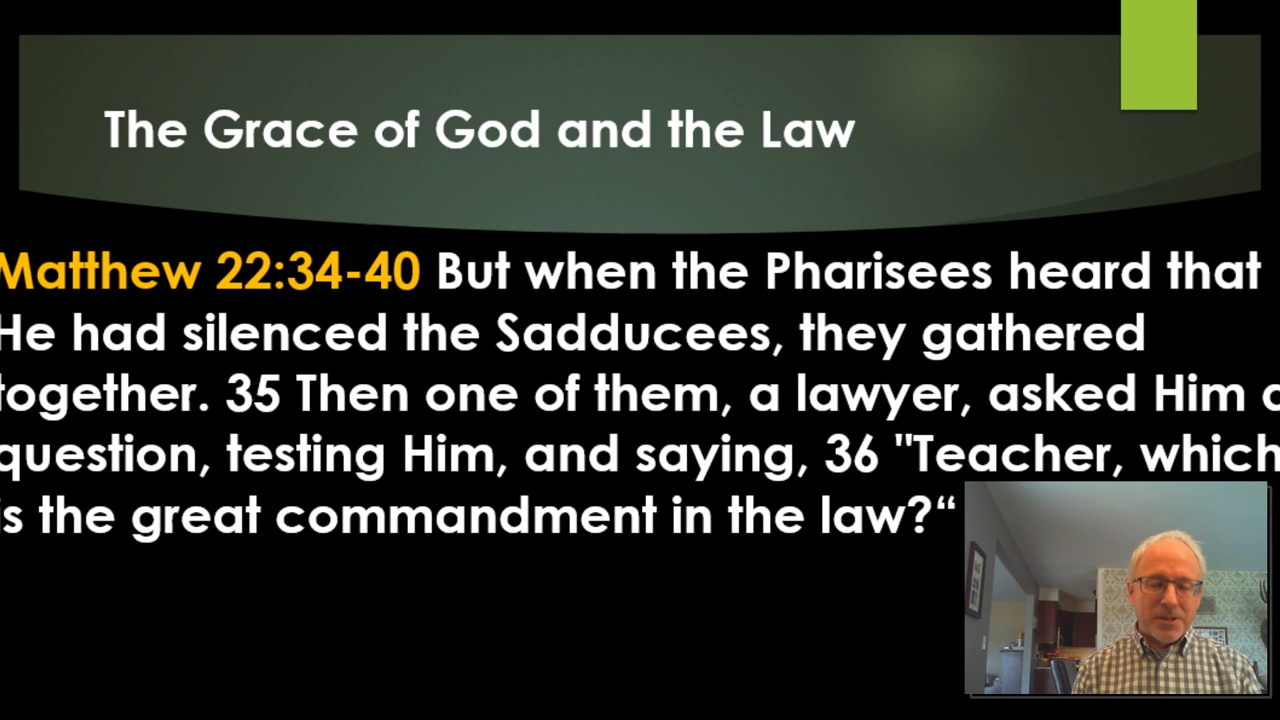 The Grace of God and the Law
Matthew 22:34-40 But when the Pharisees heard that
He had silenced the Sadducees, they gathered
together. 35 Then one of them, a lawyer, asked Him a
question, testing Him, and saying, 36 "Teacher, which
is the great commandment in the law?“